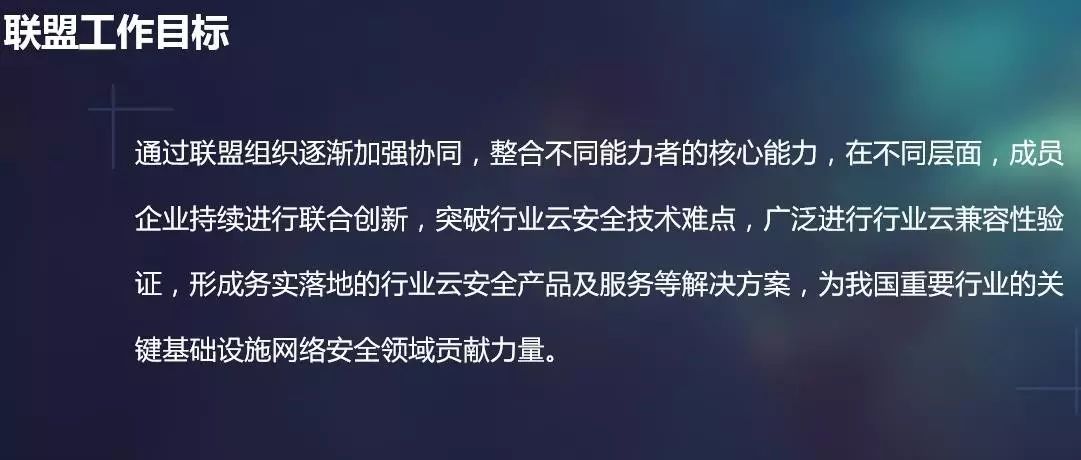 联盟工作目标
通过联盟组织逐渐加强协同，整合不同能力者的核心能力，在不同层面，成员
企业持续进行联合创新，突破行业云安全技术难点，广泛进行行业云兼容性验
证，形成务实落地的行业云安全产品及服务等解决方案，为我国重要行业的关
键基础设施网络安全领域贡献力量。